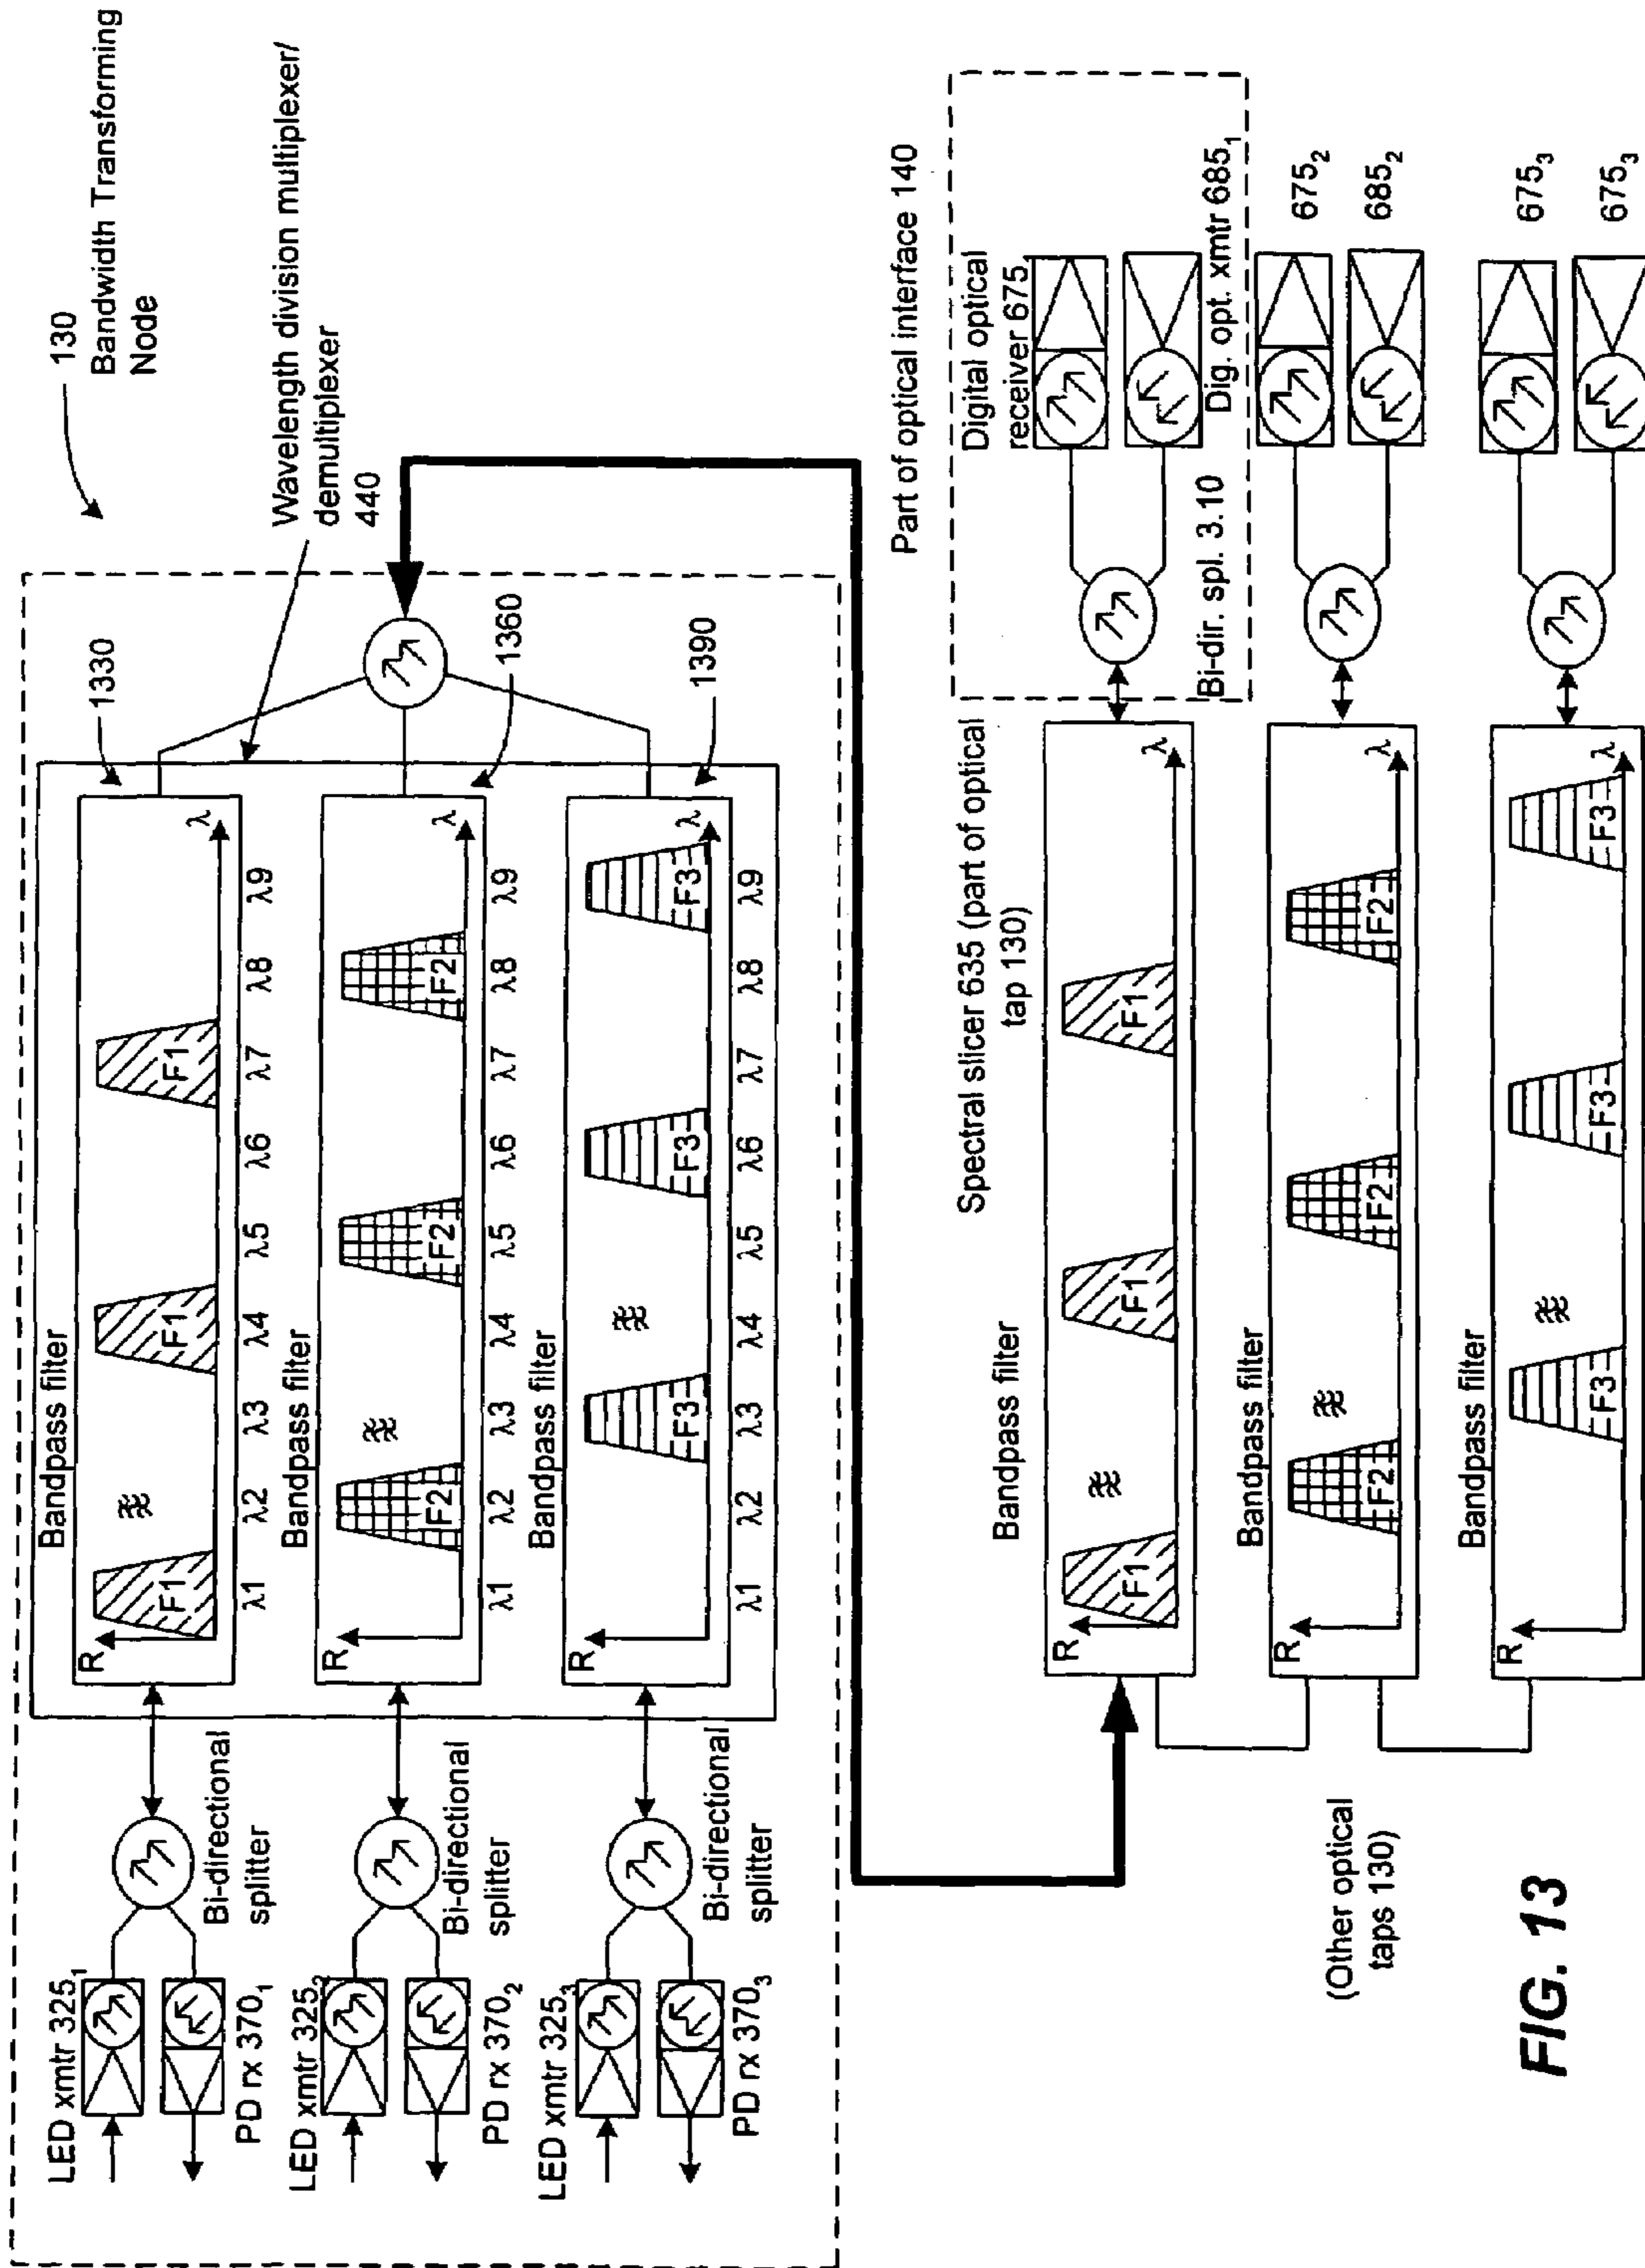 130
Bandwidth Transforming
Node
Wavelength division multiplexer/
demultiplexer
440
LED xmtr 325₁
PD rx 370₁
Bi-directional
splitter
Bandpass filter
R
F1
F1
F1
λ
λ1 λ2 λ3 λ4 λ5 λ6 λ7 λ8 λ9
1330
LED xmtr 325₂
PD rx 370₂
Bi-directional
splitter
Bandpass filter
R
F2
F2
F2
λ
λ1 λ2 λ3 λ4 λ5 λ6 λ7 λ8 λ9
1360
LED xmtr 325₃
PD rx 370₃
Bi-directional
splitter
Bandpass filter
R
F3
F3
F3
λ
λ1 λ2 λ3 λ4 λ5 λ6 λ7 λ8 λ9
1390
Part of optical interface 140
Digital optical
receiver 675₁
Dig. opt. xmtr 685₁
Bi-dir. spl. 3.10
Spectral slicer 635 (part of optical
tap 130)
Bandpass filter
R
F1
F1
F1
λ
Bandpass filter
R
F2
F2
F2
λ
675₂
685₂
Bandpass filter
R
F3
F3
F3
λ
675₃
675₃
(Other optical
taps 130)
FIG. 13